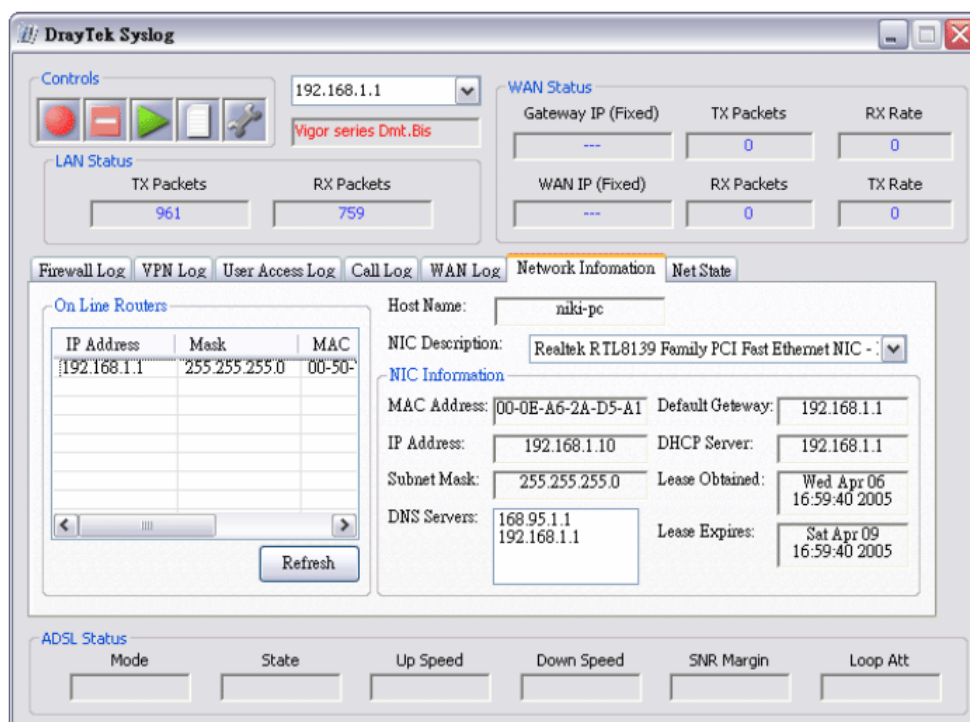 DrayTek Syslog
Controls
192.168.1.1
Vigor series Dmt.Bis
WAN Status
Gateway IP (Fixed) TX Packets RX Rate
--- 0 0
WAN IP (Fixed) RX Packets TX Rate
--- 0 0
LAN Status
TX Packets RX Packets
961 759
Firewall Log VPN Log User Access Log Call Log WAN Log Network Infomation Net State
On Line Routers
IP Address Mask MAC
192.168.1.1 255.255.255.0 00-50-
Refresh
Host Name: niki-pc
NIC Description: Realtek RTL8139 Family PCI Fast Ethernet NIC -
NIC Information
MAC Address: 00-0E-A6-2A-D5-A1 Default Geteway: 192.168.1.1
IP Address: 192.168.1.10 DHCP Server: 192.168.1.1
Subnet Mask: 255.255.255.0 Lease Obtained: Wed Apr 06
16:59:40 2005
DNS Servers: 168.95.1.1
192.168.1.1
Lease Expires: Sat Apr 09
16:59:40 2005
ADSL Status
Mode State Up Speed Down Speed SNR Margin Loop Att